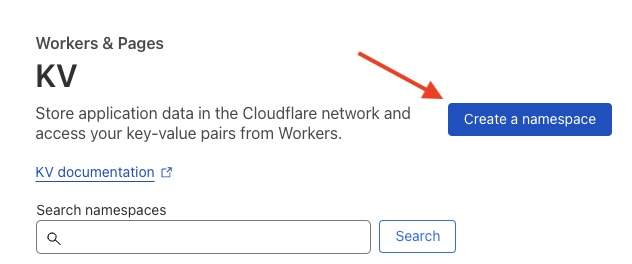 Workers & Pages
KV
Store application data in the Cloudflare network and
access your key-value pairs from Workers.
Create a namespace
KV documentation
Search namespaces
Search